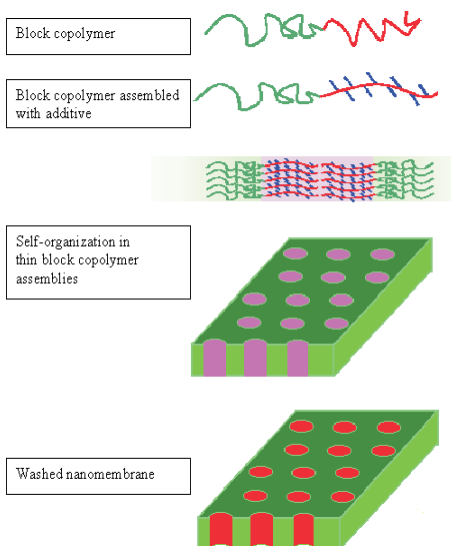 Block copolymer
Block copolymer assembled
with additive
Self-organization in
thin block copolymer
assemblies
Washed nanomembrane